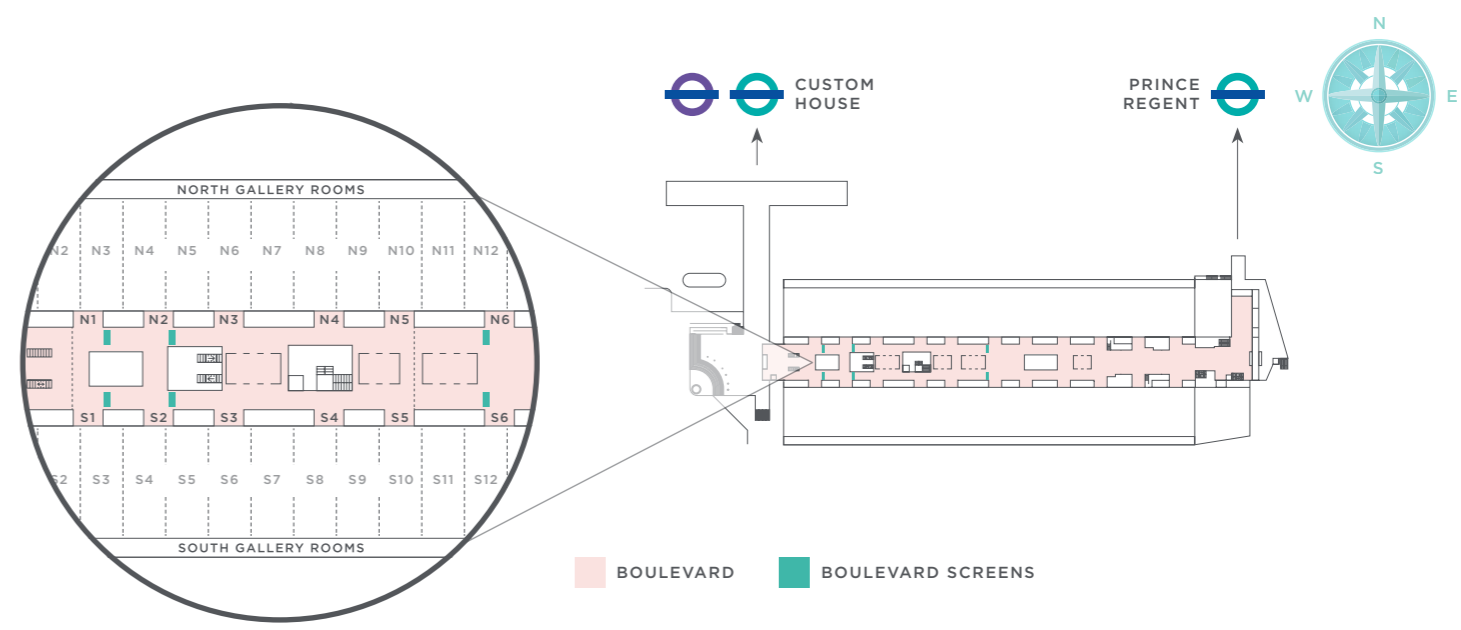 N
CUSTOM
HOUSE
PRINCE
REGENT
W
E
S
NORTH GALLERY ROOMS
N2 N3 N4 N5 N6 N7 N8 N9 N10 N11 N12
N1 N2 N3 N4 N5 N6
S1 S2 S3 S4 S5 S6
S2 S3 S4 S5 S6 S7 S8 S9 S10 S11 S12
SOUTH GALLERY ROOMS
BOULEVARD
BOULEVARD SCREENS